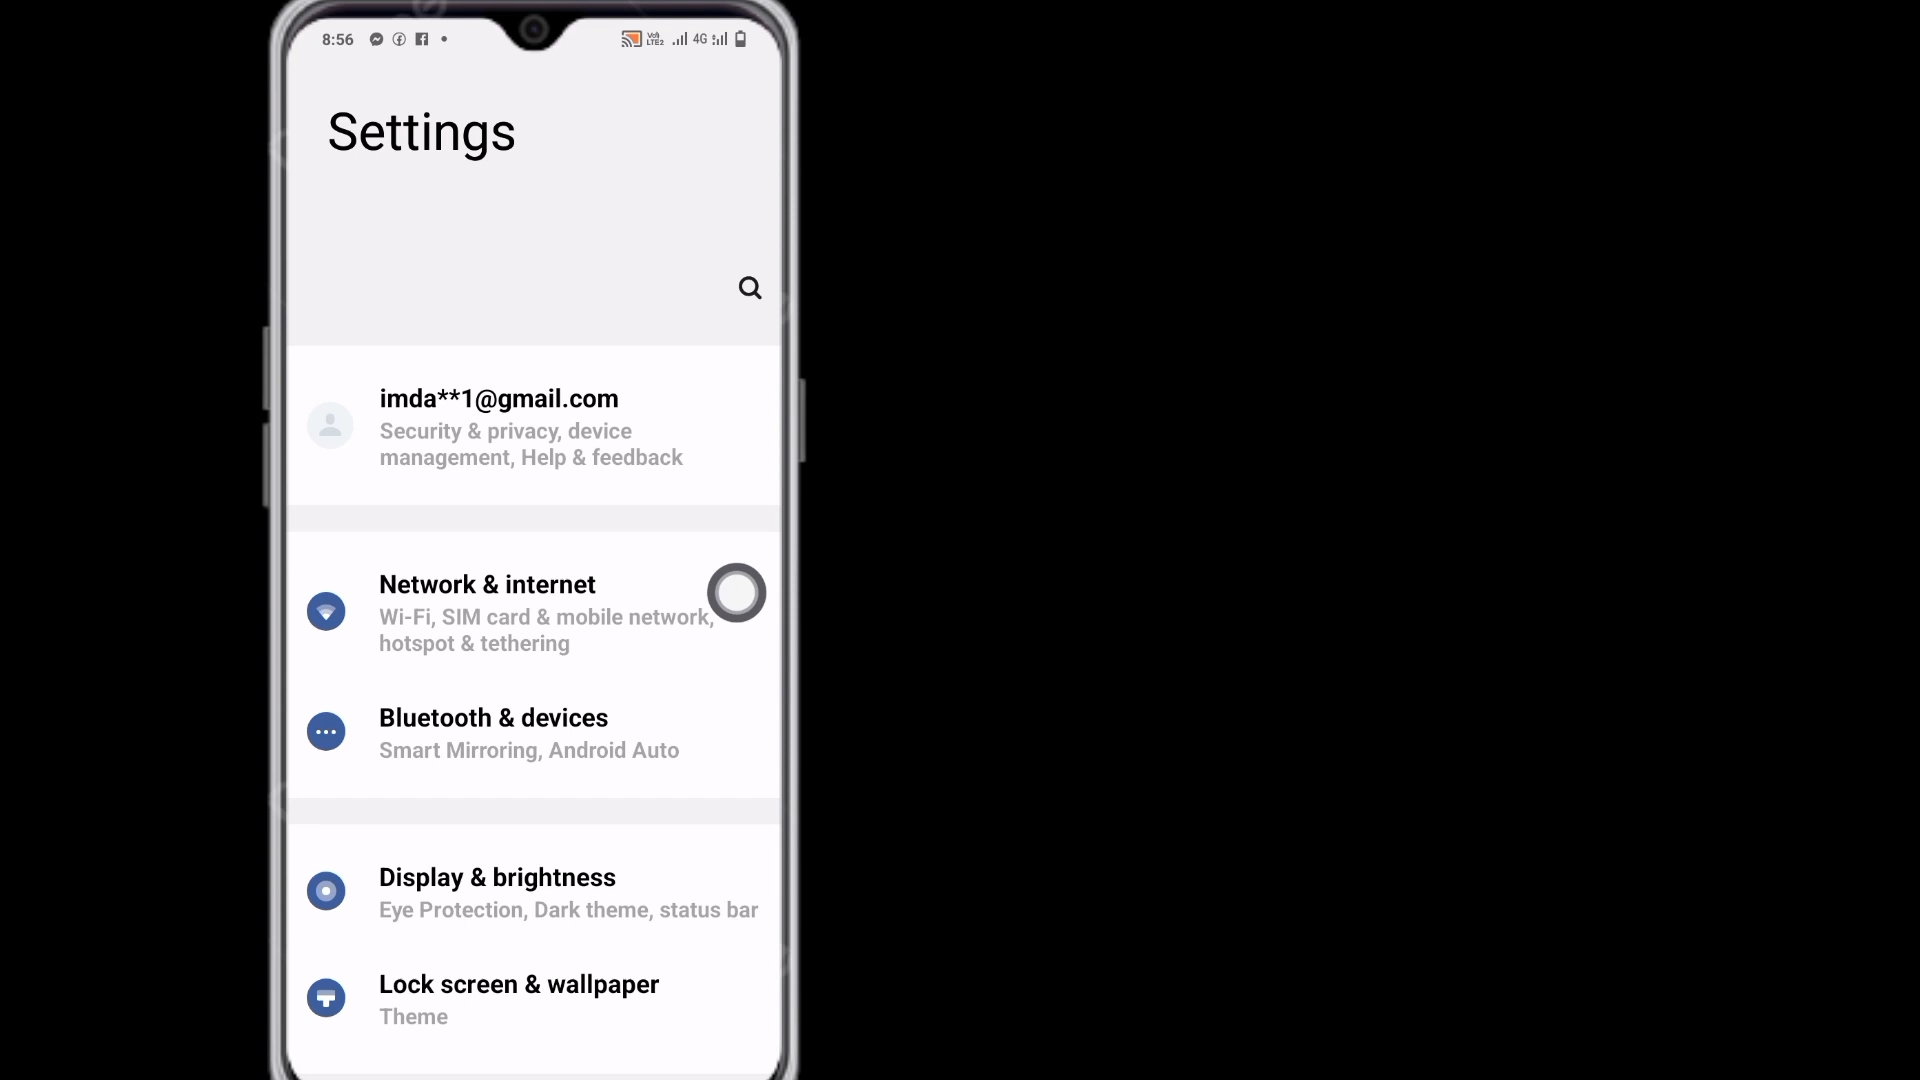 8:56
Vo) LTE2 4G
Settings
imda**1@gmail.com
Security & privacy, device
management, Help & feedback
Network & internet
Wi-Fi, SIM card & mobile network,
hotspot & tethering
Bluetooth & devices
Smart Mirroring, Android Auto
Display & brightness
Eye Protection, Dark theme, status bar
Lock screen & wallpaper
Theme